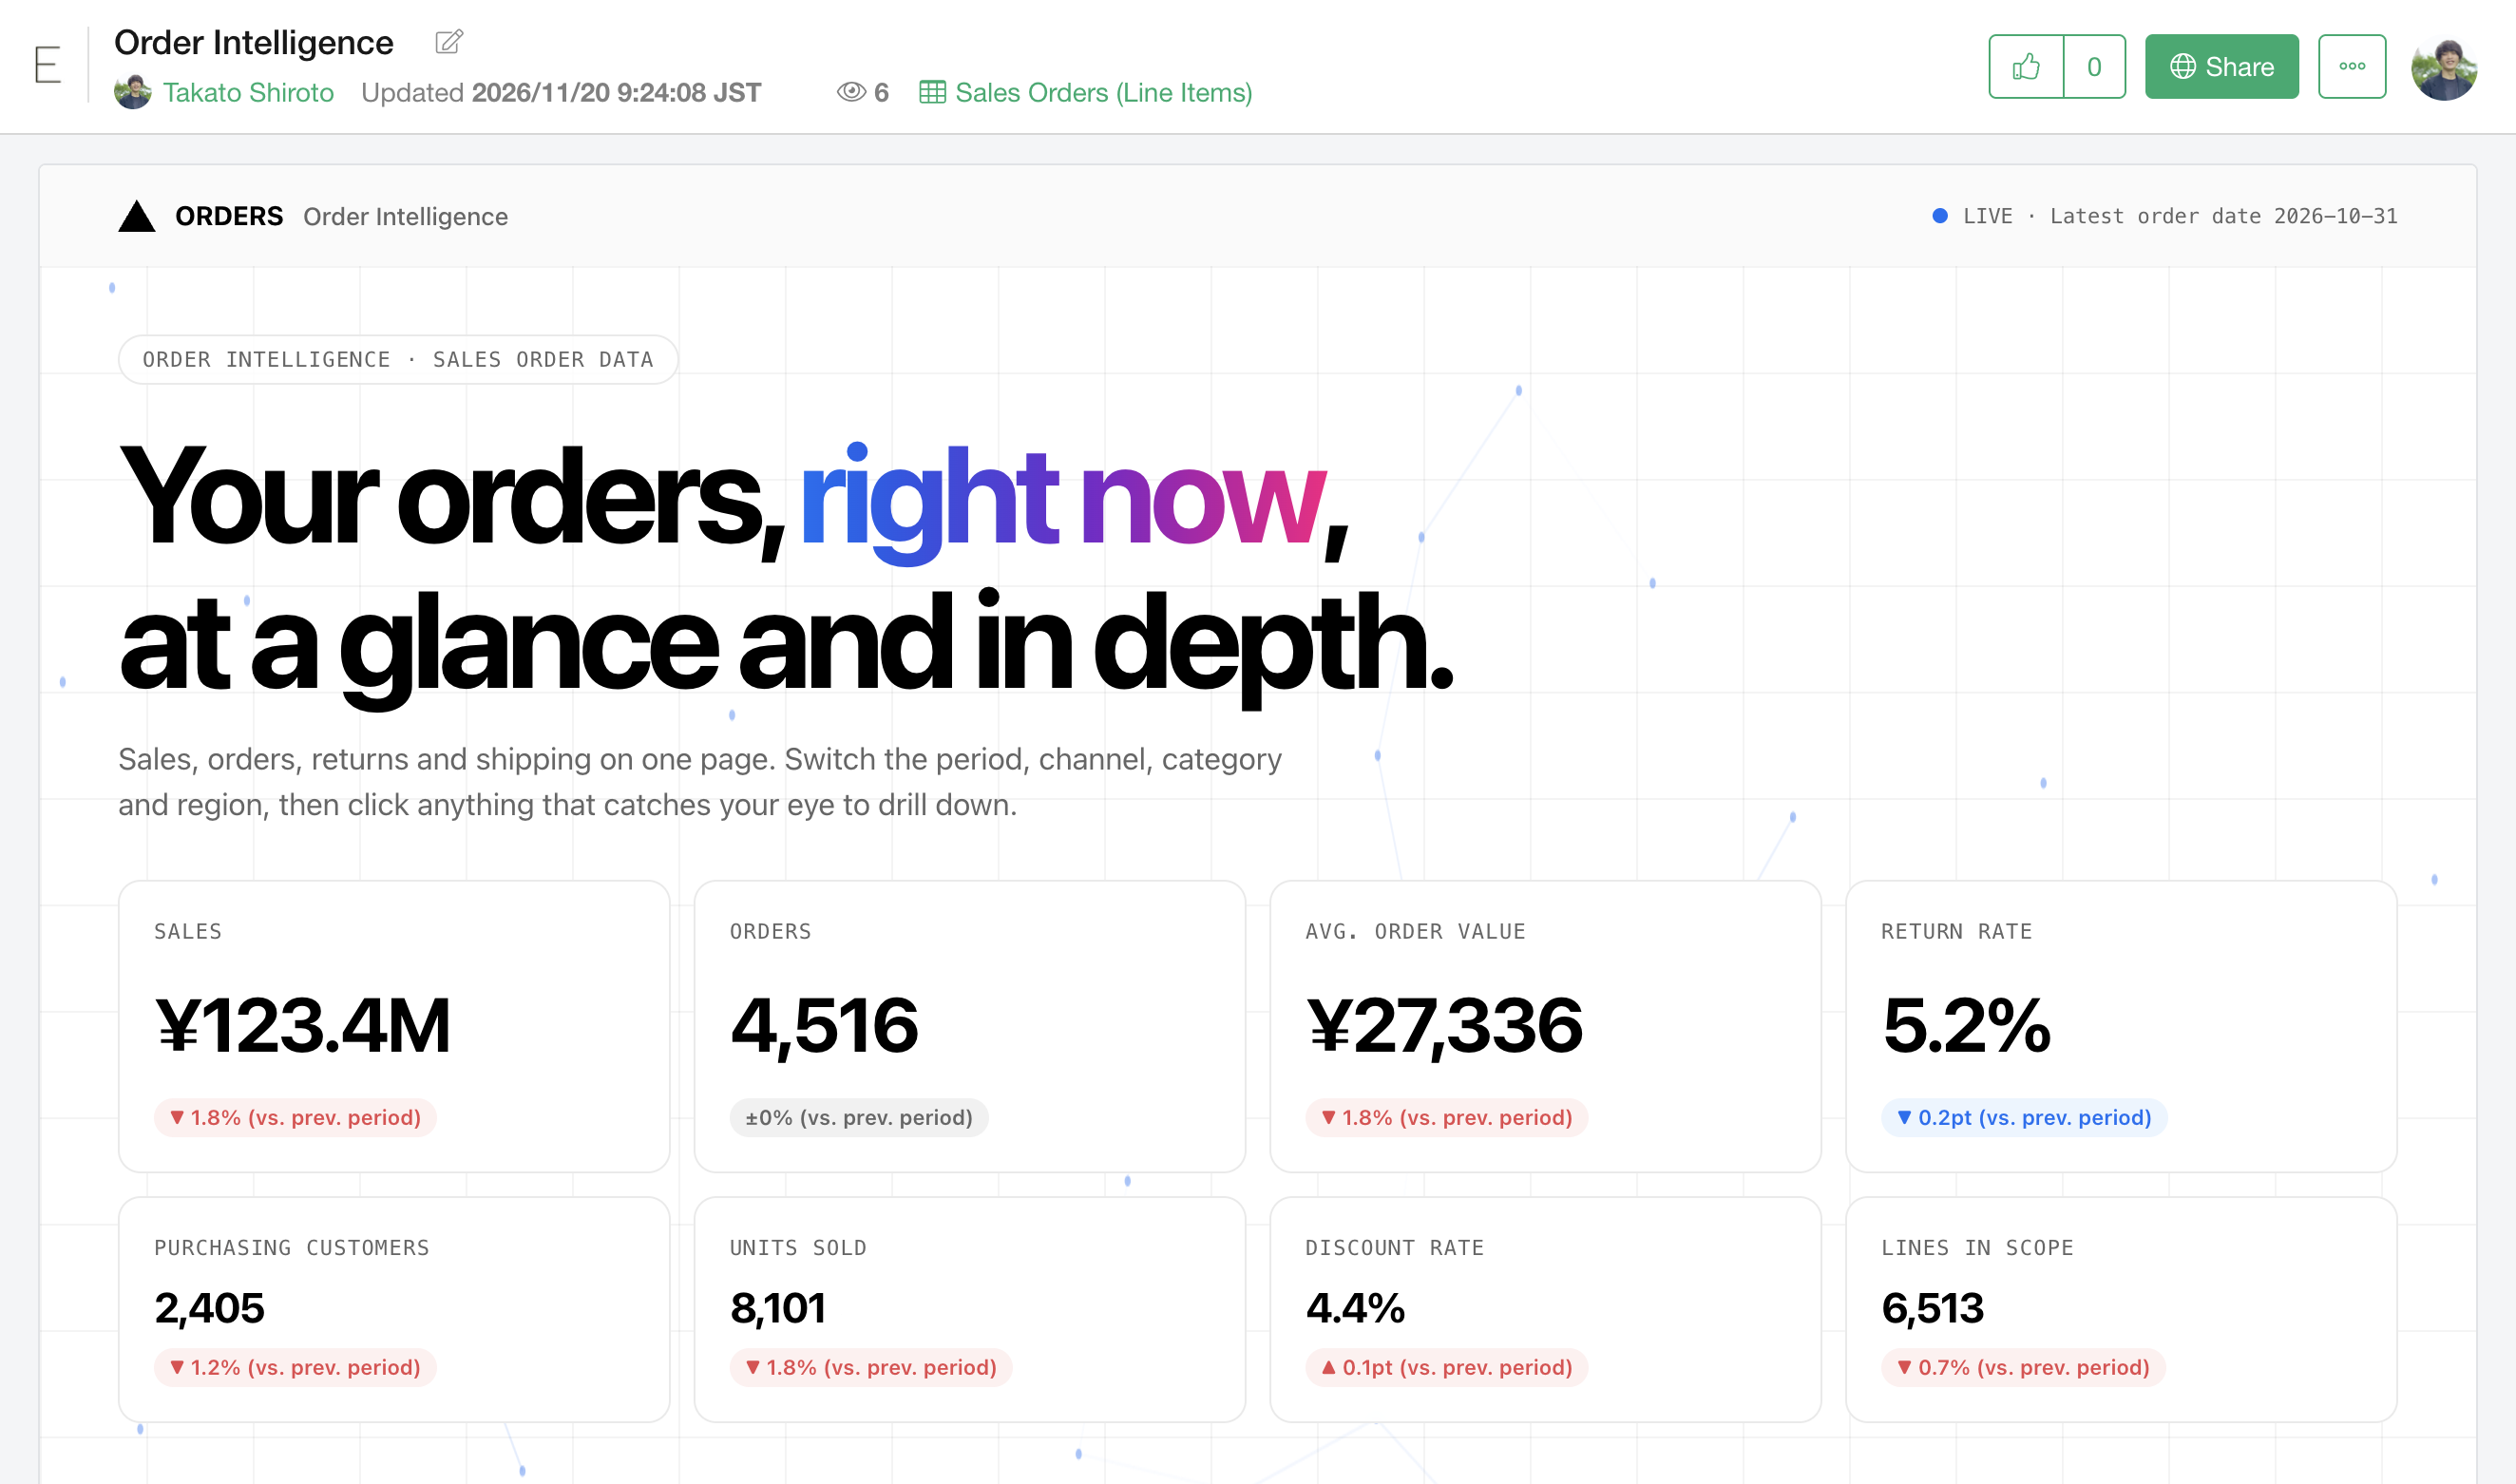 E
Order Intelligence
Takato Shiroto Updated 2026/11/20 9:24:08 JST 6 Sales Orders (Line Items)
0
Share
ORDERS Order Intelligence
LIVE · Latest order date 2026-10-31
ORDER INTELLIGENCE · SALES ORDER DATA
Your orders, right now,
at a glance and in depth.
Sales, orders, returns and shipping on one page. Switch the period, channel, category
and region, then click anything that catches your eye to drill down.
SALES
¥123.4M
▼ 1.8% (vs. prev. period)
ORDERS
4,516
±0% (vs. prev. period)
AVG. ORDER VALUE
¥27,336
▼ 1.8% (vs. prev. period)
RETURN RATE
5.2%
▼ 0.2pt (vs. prev. period)
PURCHASING CUSTOMERS
2,405
▼ 1.2% (vs. prev. period)
UNITS SOLD
8,101
▼ 1.8% (vs. prev. period)
DISCOUNT RATE
4.4%
▲ 0.1pt (vs. prev. period)
LINES IN SCOPE
6,513
▼ 0.7% (vs. prev. period)